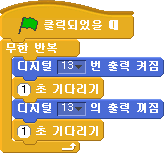 클릭되었을 때
무한 반복
디지털 13 번 출력 켜짐
1 초 기다리기
디지털 13 의 출력 꺼짐
1 초 기다리기